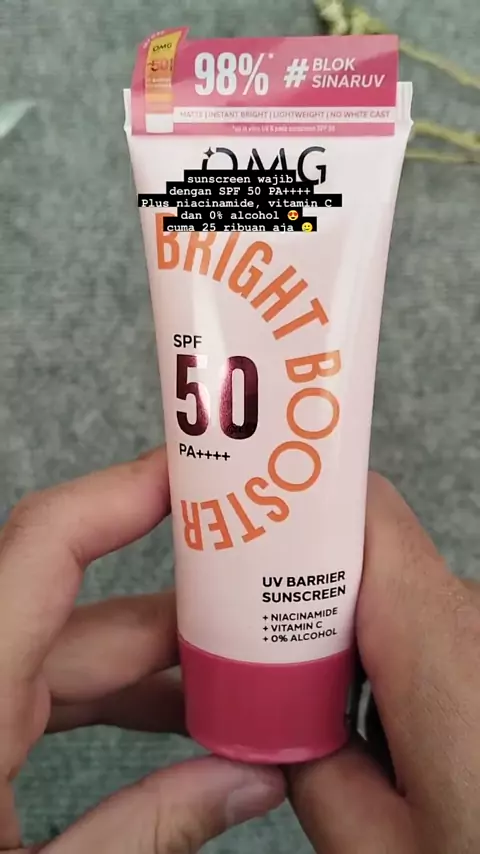 OMG
50
98%* #BLOK
SINARUV
MATTE | INSTANT BRIGHT | LIGHTWEIGHT | NO WHITE CAST
OMG
sunscreen wajib
dengan SPF 50 PA++++
Plus niacinamide, vitamin C
dan 0% alcohol 😍
cuma 25 ribuan aja 🙂
BRIGHT BOOSTER
SPF
50
PA++++
UV BARRIER
SUNSCREEN
+ NIACINAMIDE
+ VITAMIN C
+ 0% ALCOHOL